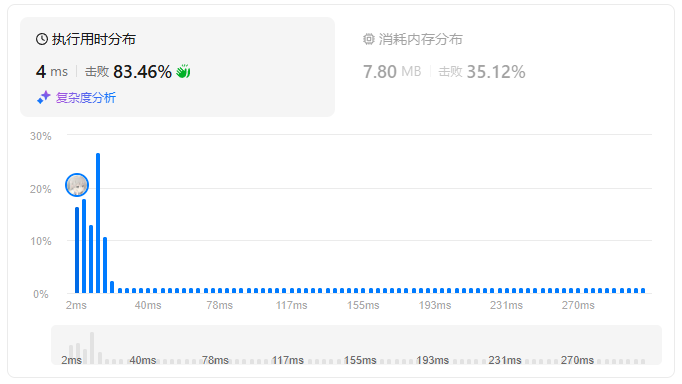 执行用时分布
4 ms 击败 83.46%
复杂度分析
消耗内存分布
7.80 MB 击败 35.12%
30%
20%
10%
0%
2ms 40ms 78ms 117ms 155ms 193ms 231ms 270ms
2ms 40ms 78ms 117ms 155ms 193ms 231ms 270ms